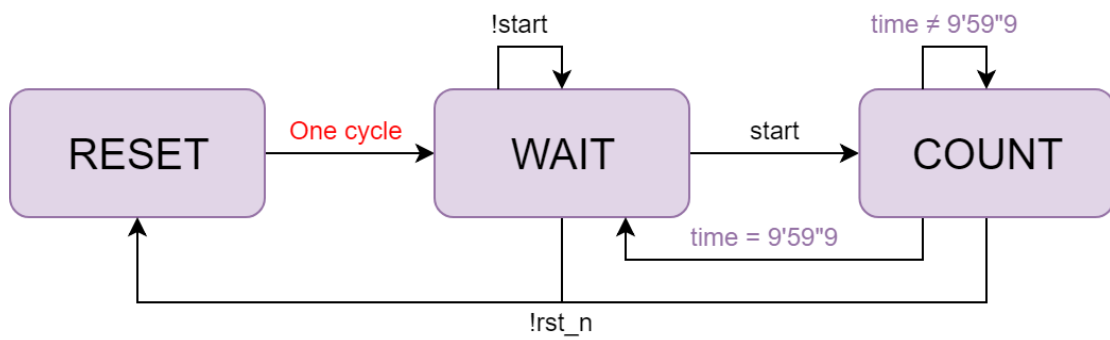 !start
time ≠ 9'59"9
RESET
One cycle
WAIT
start
COUNT
time = 9'59"9
!rst_n